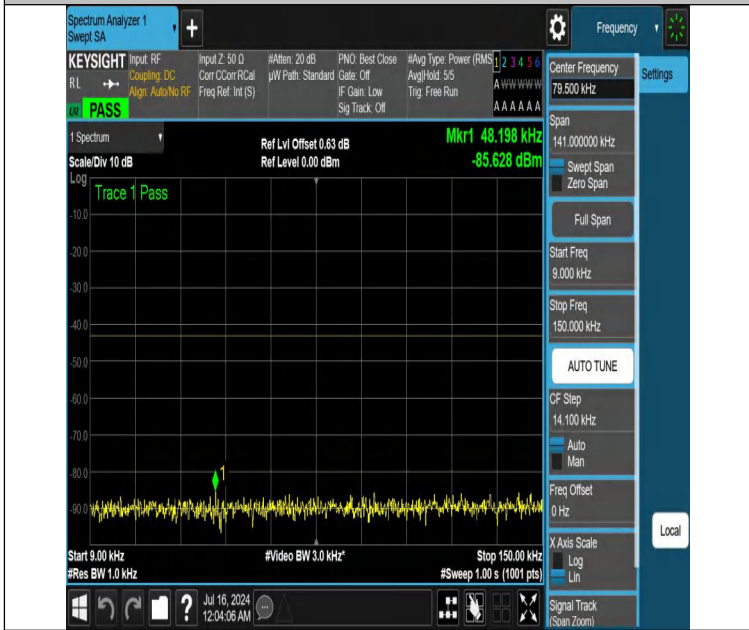 Spectrum Analyzer 1
Swept SA
Frequency
KEYSIGHT
RL
PASS
Input: RF
Coupling: DC
Align: Auto/No RF
Input Z: 50 Ω
Corr CCorr RCal
Freq Ref: Int (S)
#Atten: 20 dB
µW Path: Standard
PNO: Best Close
Gate: Off
IF Gain: Low
Sig Track: Off
#Avg Type: Power (RMS
Avg|Hold: 5/5
Trig: Free Run
1 2 3 4 5 6
A W W W W W
A A A A A A
1 Spectrum
Scale/Div 10 dB
Ref Lvl Offset 0.63 dB
Ref Level 0.00 dBm
Mkr1 48.198 kHz
-85.628 dBm
Log
Trace 1 Pass
-10.0
-20.0
-30.0
-40.0
-50.0
-60.0
-70.0
-80.0
-90.0
1
Start 9.00 kHz
#Res BW 1.0 kHz
#Video BW 3.0 kHz*
Stop 150.00 kHz
#Sweep 1.00 s (1001 pts)
Center Frequency
79.500 kHz
Settings
Span
141.000000 kHz
Swept Span
Zero Span
Full Span
Start Freq
9.000 kHz
Stop Freq
150.000 kHz
AUTO TUNE
CF Step
14.100 kHz
Auto
Man
Freq Offset
0 Hz
X Axis Scale
Log
Lin
Local
Signal Track
(Span Zoom)
?
Jul 16, 2024
12:04:06 AM